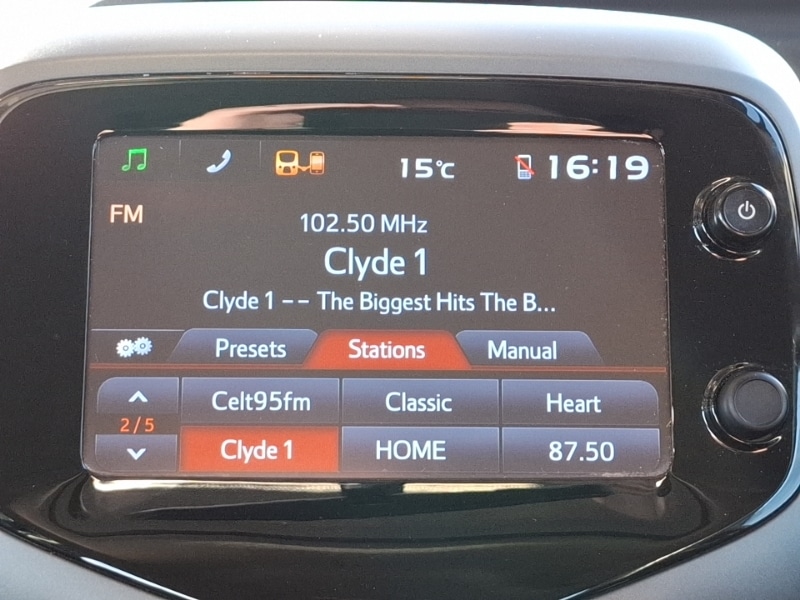 15°C 16:19
FM
102.50 MHz
Clyde 1
Clyde 1 -- The Biggest Hits The B...
Presets Stations Manual
Celt95fm Classic Heart
2/5
Clyde 1 HOME 87.50